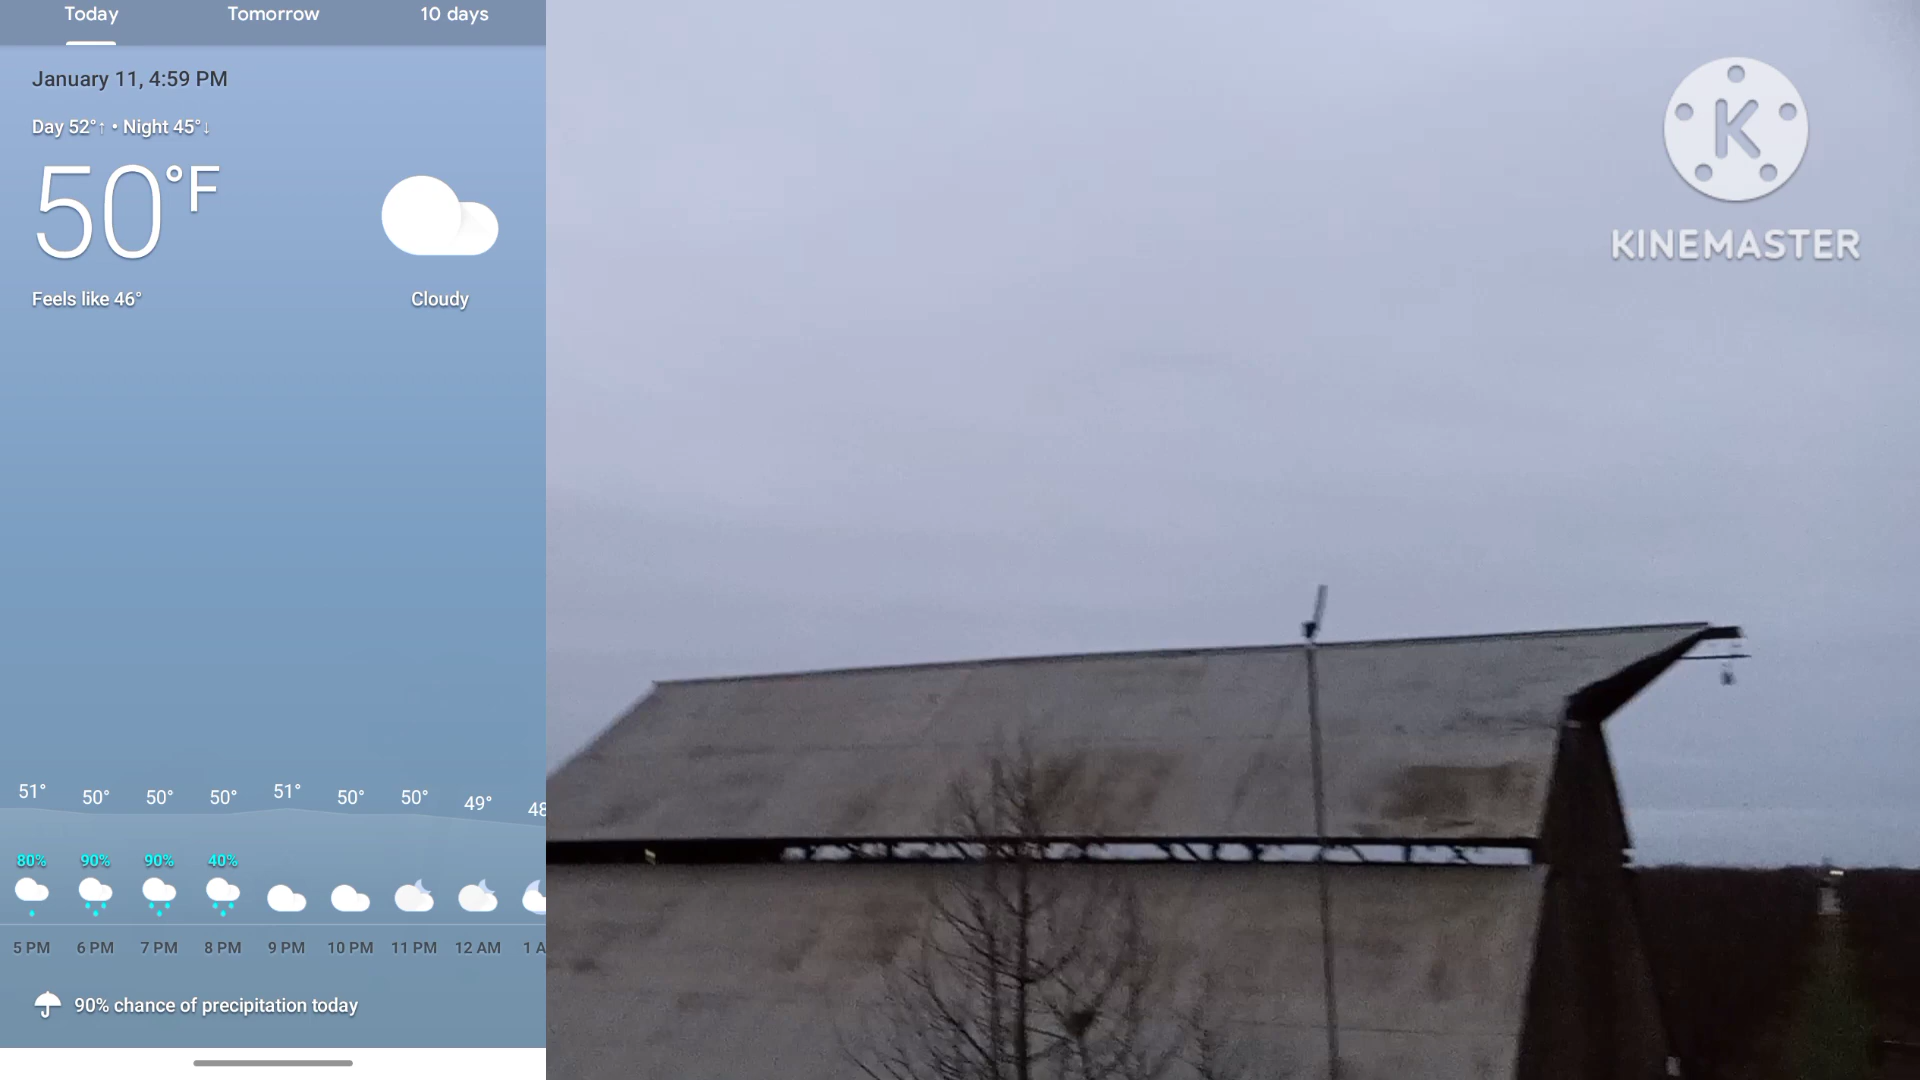 Today Tomorrow 10 days
January 11, 4:59 PM
Day 52°↑ • Night 45°↓
50°F
Feels like 46°
Cloudy
51° 50° 50° 50° 51° 50° 50° 49° 48
80% 90% 90% 40%
5 PM 6 PM 7 PM 8 PM 9 PM 10 PM 11 PM 12 AM 1 A
90% chance of precipitation today
K
KINEMASTER